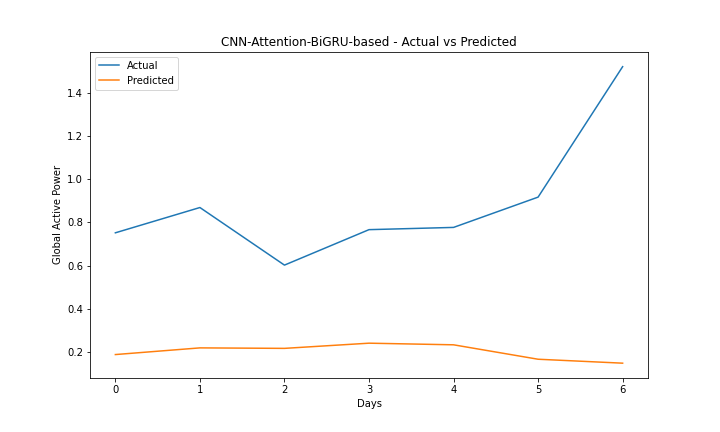 CNN-Attention-BiGRU-based - Actual vs Predicted
Actual
Predicted
Global Active Power
1.4
1.2
1.0
0.8
0.6
0.4
0.2
0 1 2 3 4 5 6
Days